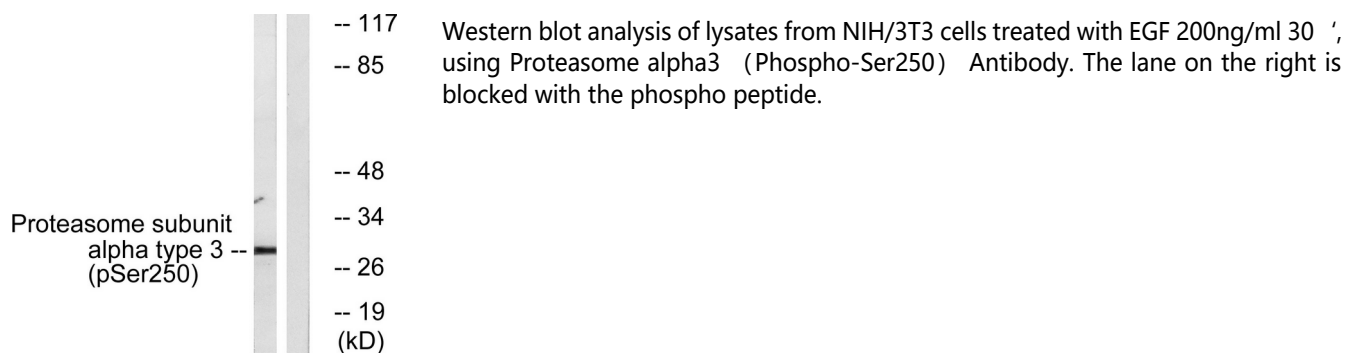 Proteasome subunit
alpha type 3 --
(pSer250)
-- 117
-- 85
-- 48
-- 34
-- 26
-- 19
(kD)
Western blot analysis of lysates from NIH/3T3 cells treated with EGF 200ng/ml 30 ‘,
using Proteasome alpha3 （Phospho-Ser250） Antibody. The lane on the right is
blocked with the phospho peptide.